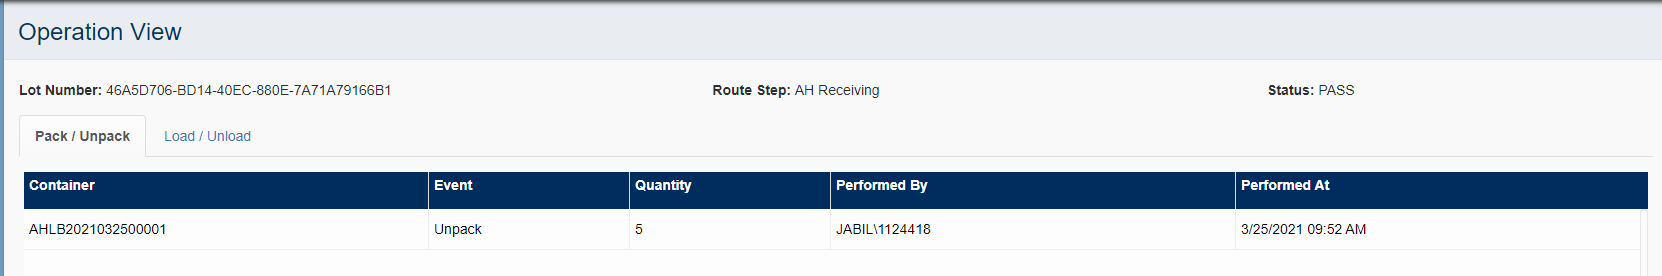 Operation View
Lot Number: 46A5D706-BD14-40EC-880E-7A71A79166B1 Route Step: AH Receiving Status: PASS
Pack / Unpack Load / Unload
Container Event Quantity Performed By Performed At
AHLB2021032500001 Unpack 5 JABIL\1124418 3/25/2021 09:52 AM